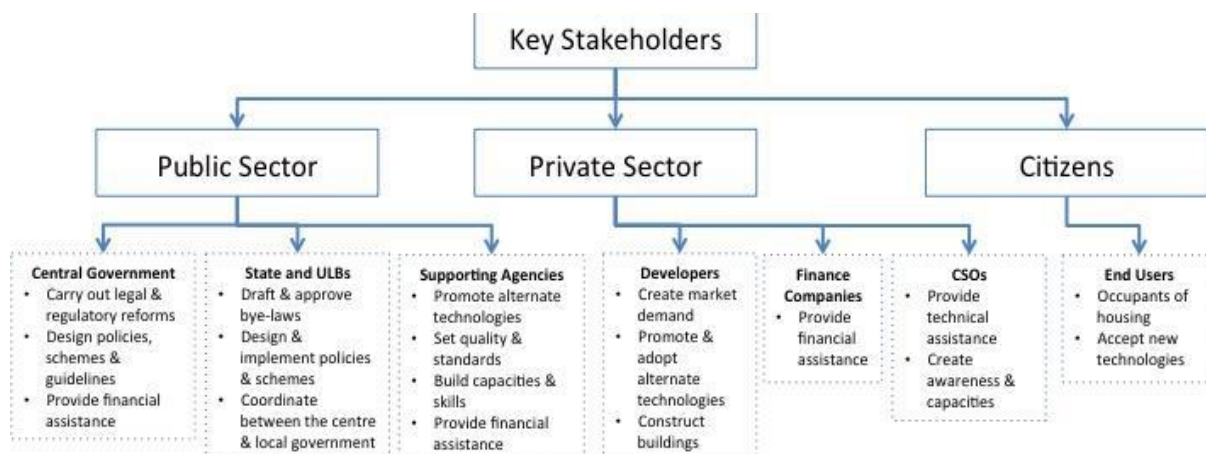 Key Stakeholders
Public Sector
Private Sector
Citizens
Central Government
• Carry out legal &
regulatory reforms
• Design policies,
schemes &
guidelines
• Provide financial
assistance
State and ULBs
• Draft & approve
bye-laws
• Design &
implement policies
& schemes
• Coordinate
between the centre
& local government
Supporting Agencies
• Promote alternate
technologies
• Set quality &
standards
• Build capacities &
skills
• Provide financial
assistance
Developers
• Create market
demand
• Promote &
adopt
alternate
technologies
• Construct
buildings
Finance
Companies
• Provide
financial
assistance
CSOs
• Provide
technical
assistance
• Create
awareness &
capacities
End Users
• Occupants of
housing
• Accept new
technologies